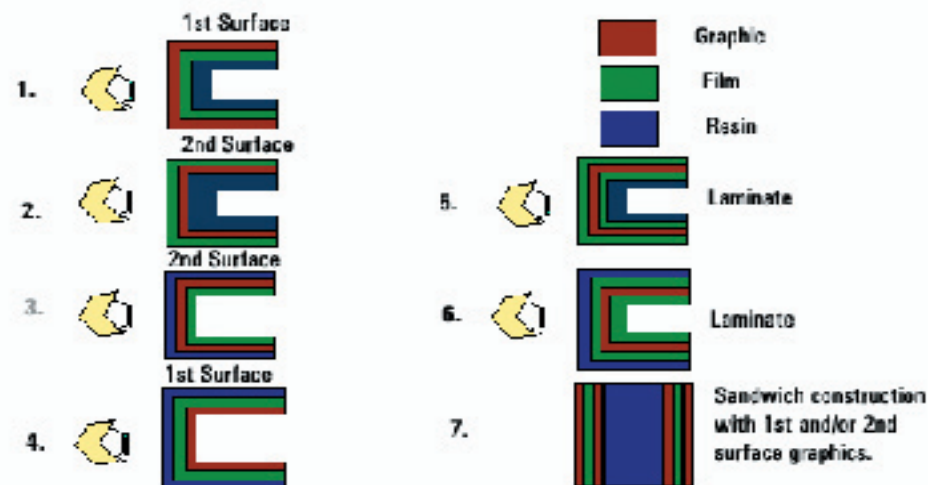 1st Surface
1.
2nd Surface
2.
2nd Surface
3.
1st Surface
4.
Graphic
Film
Resin
5.
Laminate
6.
Laminate
7.
Sandwich construction
with 1st and/or 2nd
surface graphics.